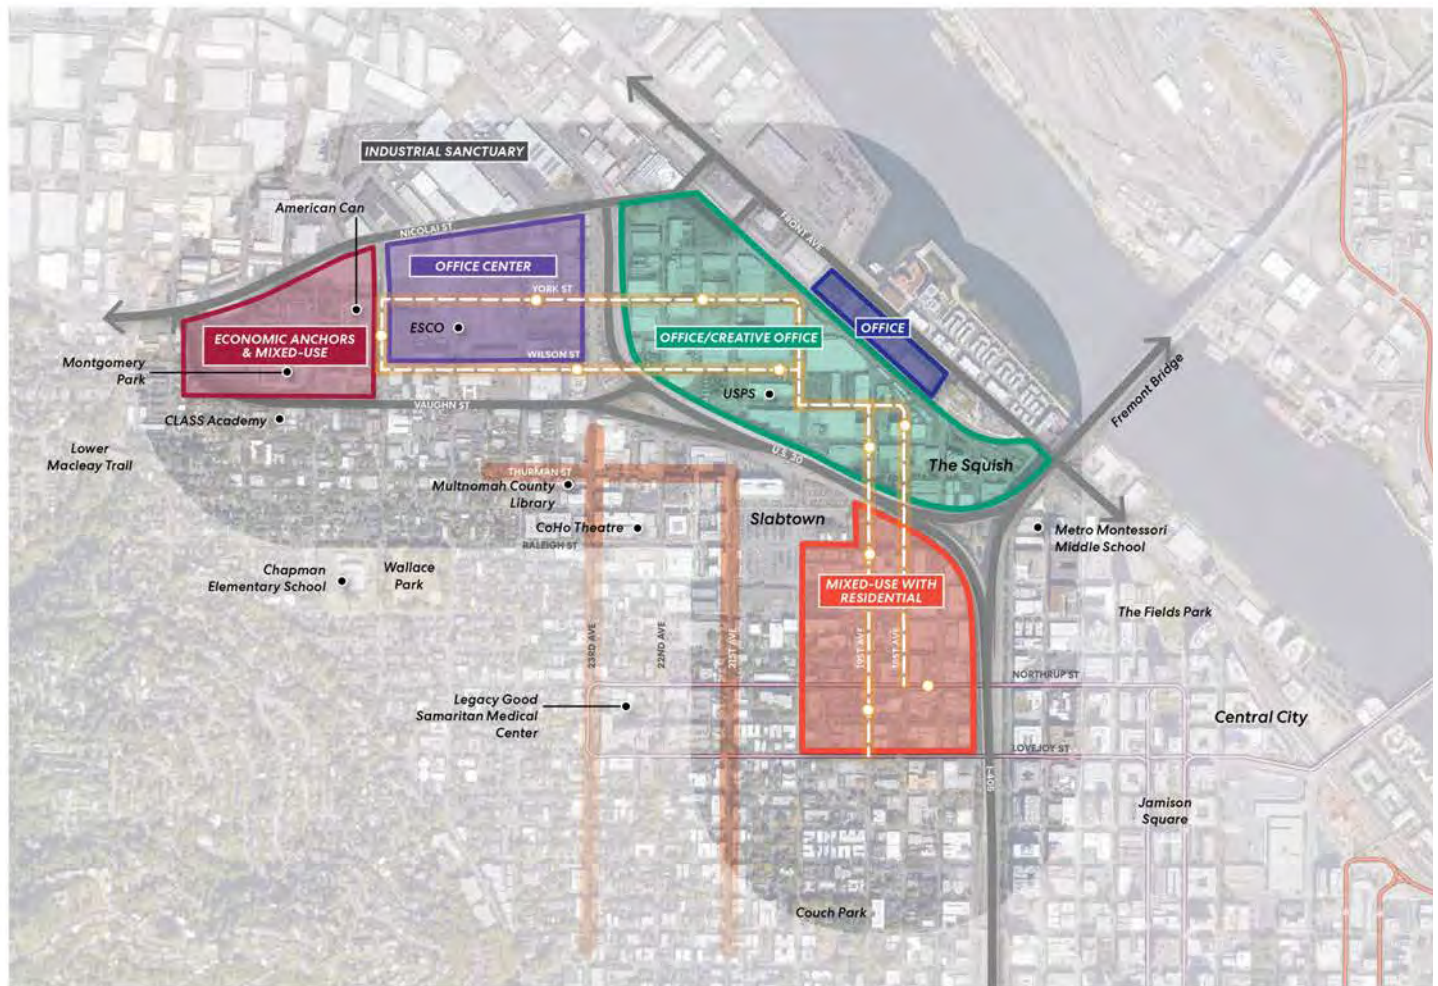 INDUSTRIAL SANCTUARY
American Can
NICOLAI ST
FRONT AVE
OFFICE CENTER
YORK ST
ESCO
OFFICE
ECONOMIC ANCHORS
& MIXED-USE
OFFICE/CREATIVE OFFICE
WILSON ST
Montgomery
Park
USPS
Fremont Bridge
VAUGHN ST
CLASS Academy
Lower
Macleay Trail
U.S. 30
The Squish
THURMAN ST
Multnomah County
Library
Slabtown
CoHo Theatre
Metro Montessori
Middle School
RALEIGH ST
Chapman
Elementary School
Wallace
Park
MIXED-USE WITH
RESIDENTIAL
The Fields Park
23RD AVE
22ND AVE
21ST AVE
19ST AVE
18ST AVE
NORTHRUP ST
Legacy Good
Samaritan Medical
Center
Central City
LOVEJOY ST
I-405
Jamison
Square
Couch Park